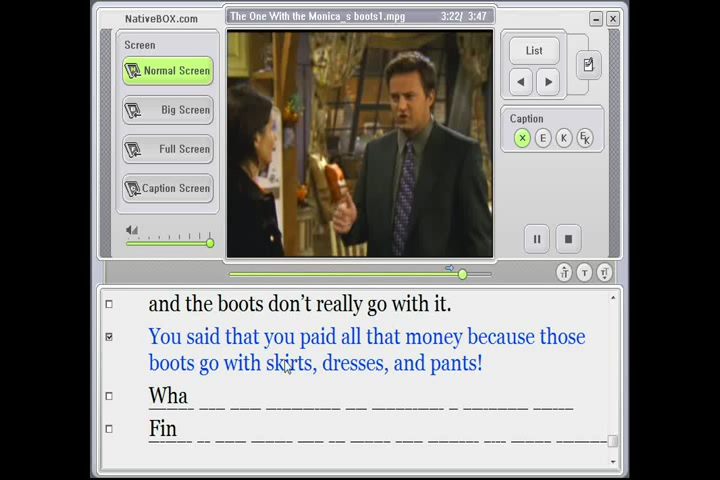 NativeBOX.com
The One With the Monica_s boots1.mpg 3:22/ 3:47
Screen
Normal Screen
Big Screen
Full Screen
Caption Screen
List
Caption
X E K EK
T T T
and the boots don't really go with it.
You said that you paid all that money because those
boots go with skirts, dresses, and pants!
Wha
Fin